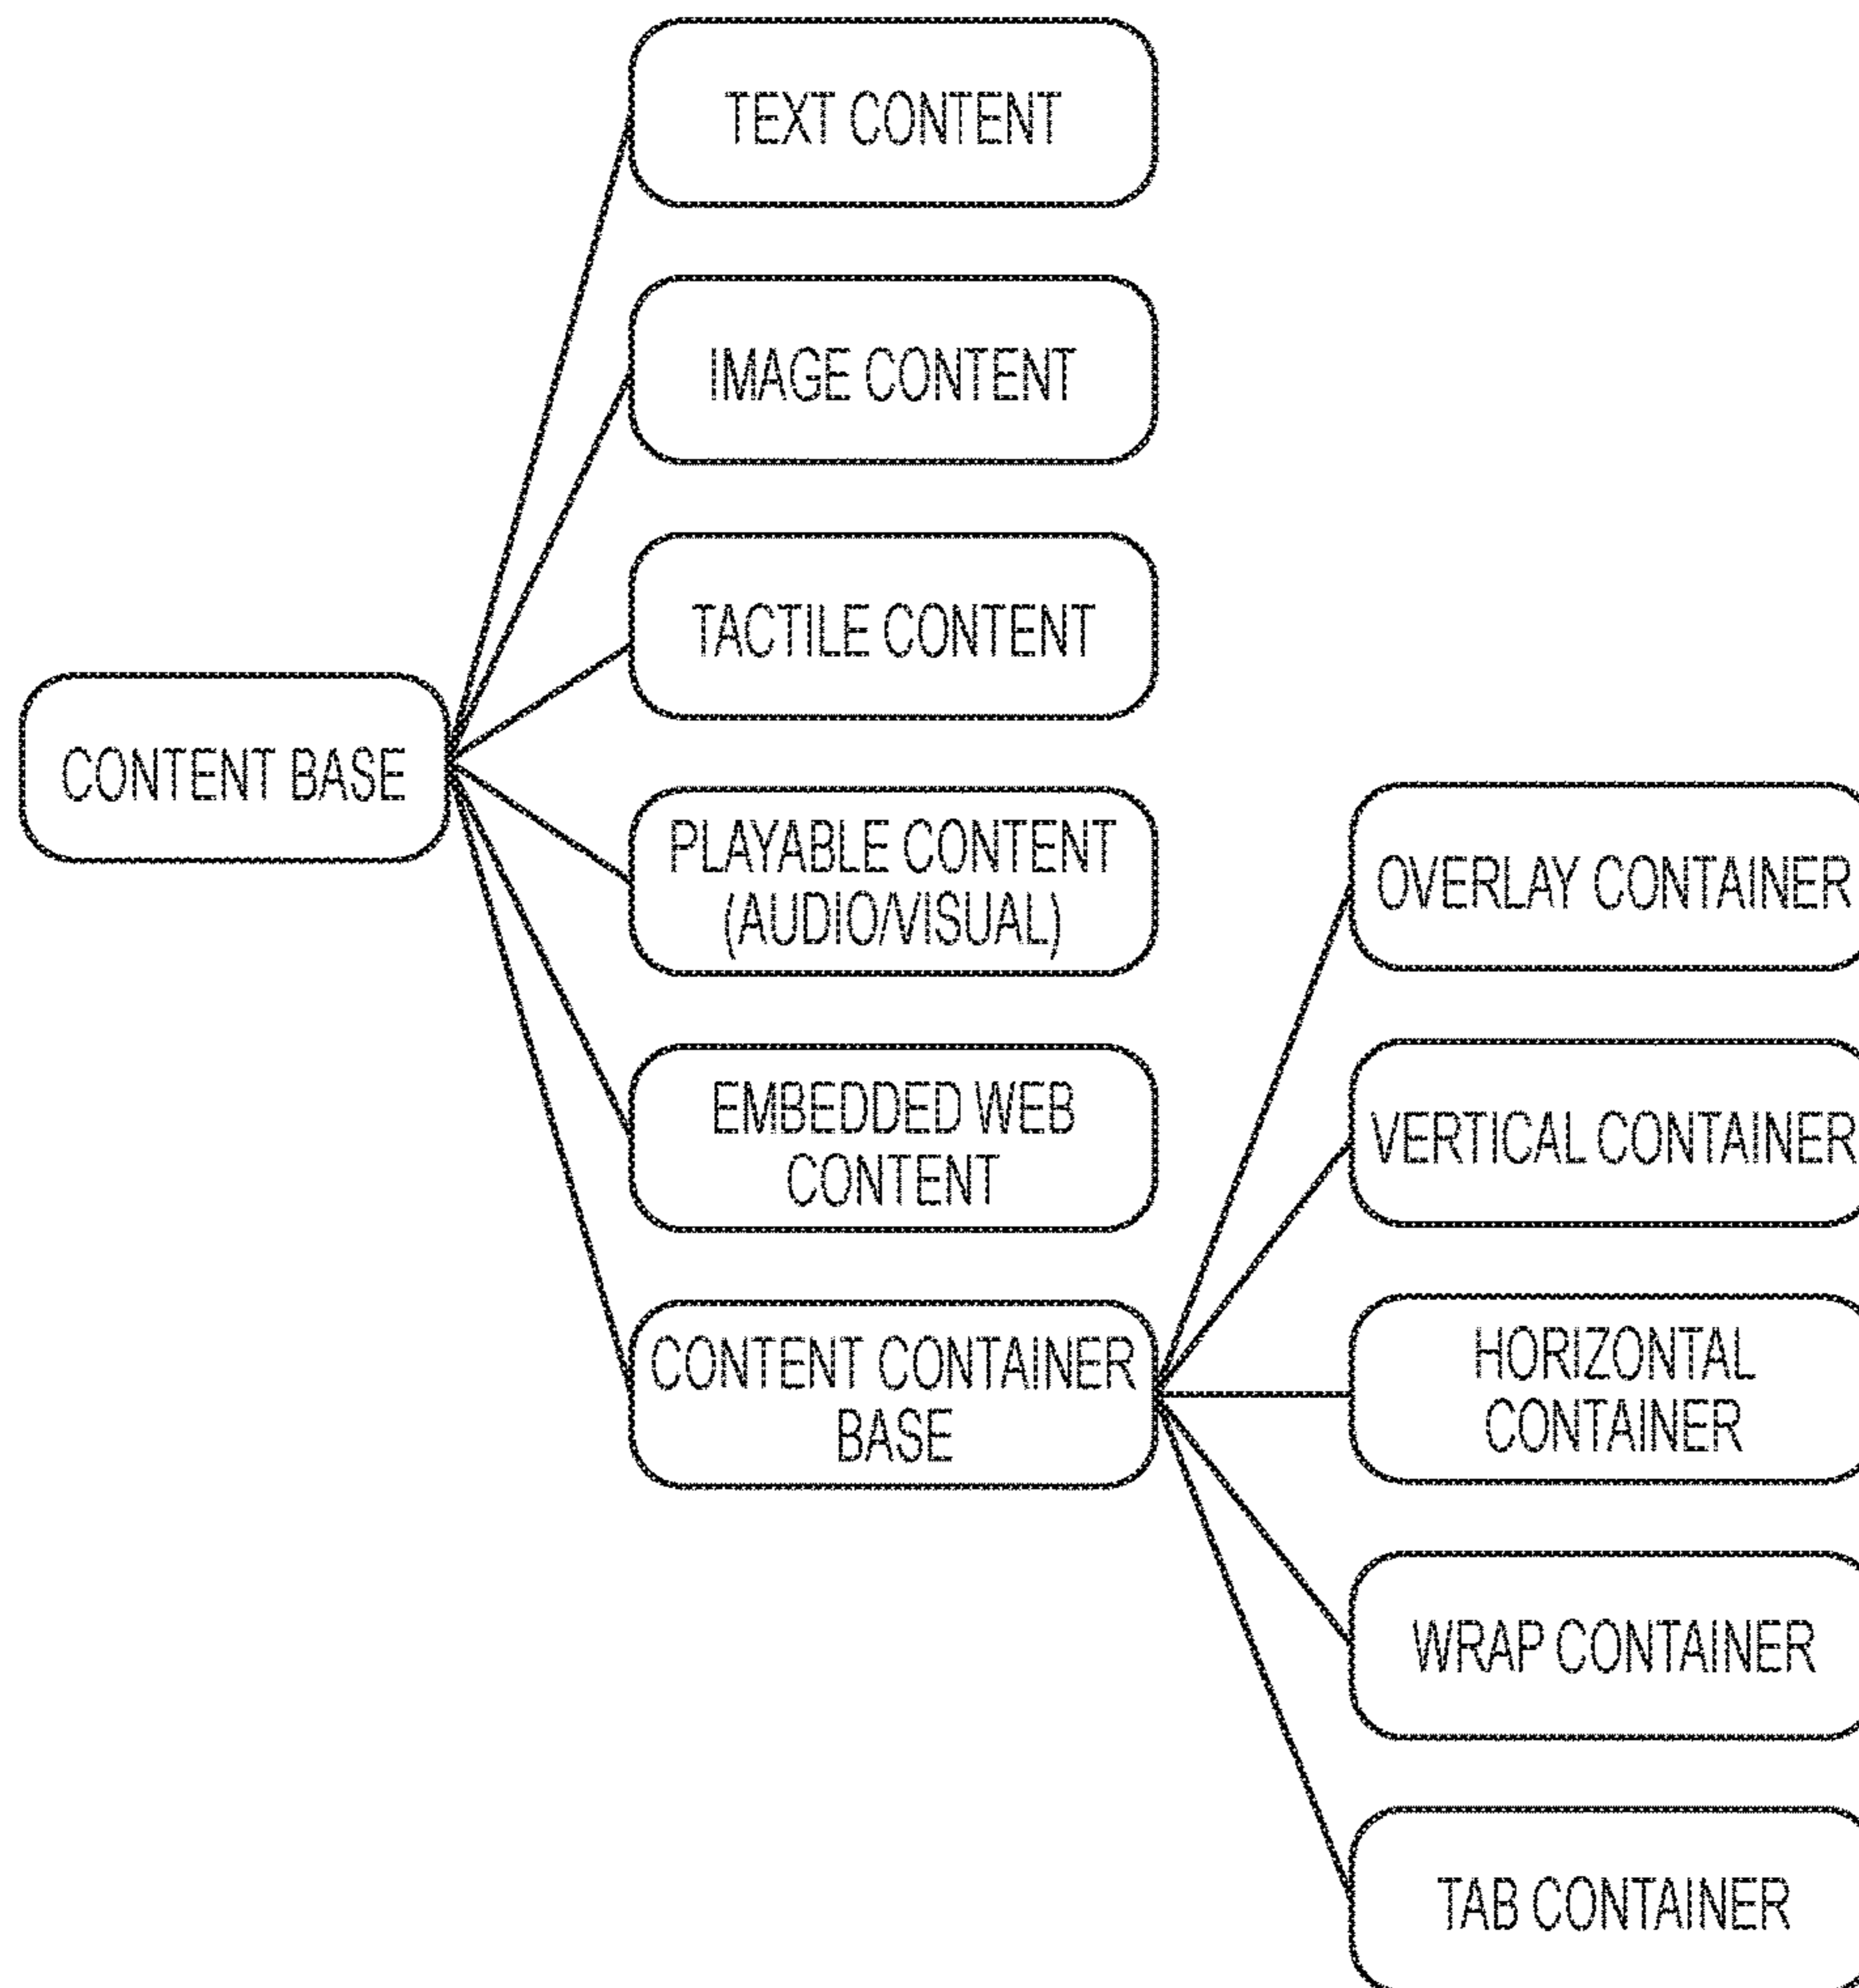 TEXT CONTENT
IMAGE CONTENT
TACTILE CONTENT
CONTENT BASE
PLAYABLE CONTENT
(AUDIO/VISUAL)
EMBEDDED WEB
CONTENT
CONTENT CONTAINER
BASE
OVERLAY CONTAINER
VERTICAL CONTAINER
HORIZONTAL
CONTAINER
WRAP CONTAINER
TAB CONTAINER